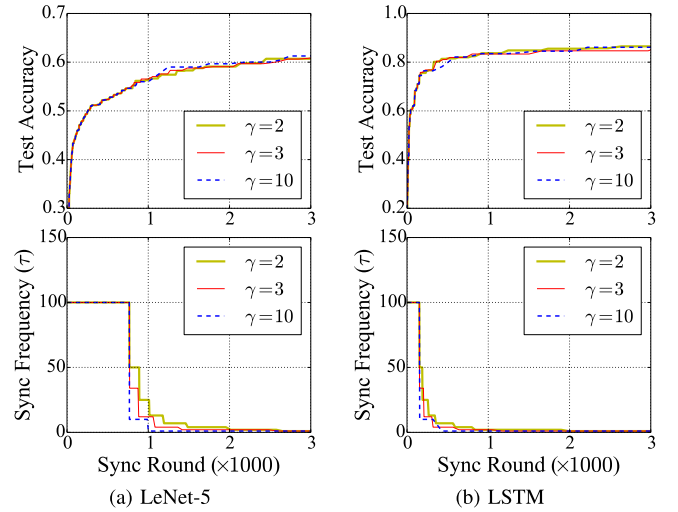 0.7
0.6
0.5
0.4
0.3
Test Accuracy
γ=2
γ=3
γ=10
0 1 2 3
1.0
0.8
0.6
0.4
0.2
Test Accuracy
γ=2
γ=3
γ=10
0 1 2 3
150
100
50
0
Sync Frequency (τ)
γ=2
γ=3
γ=10
0 1 2 3
Sync Round (×1000)
(a) LeNet-5
150
100
50
0
Sync Frequency (τ)
γ=2
γ=3
γ=10
0 1 2 3
Sync Round (×1000)
(b) LSTM